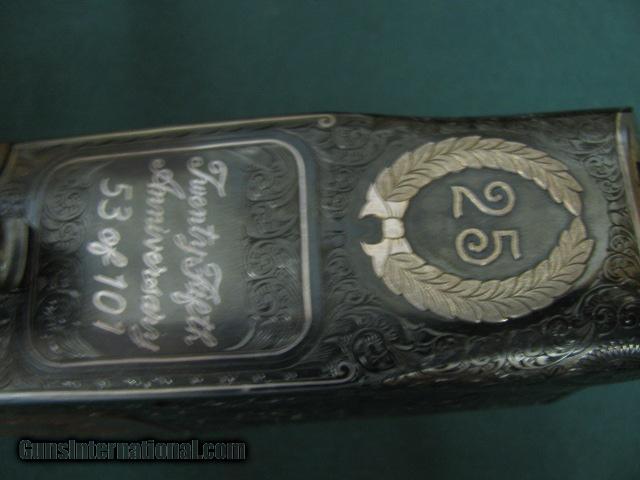 Twenty Fifth
Anniversary
53 of 101
25
GunsInternational.com